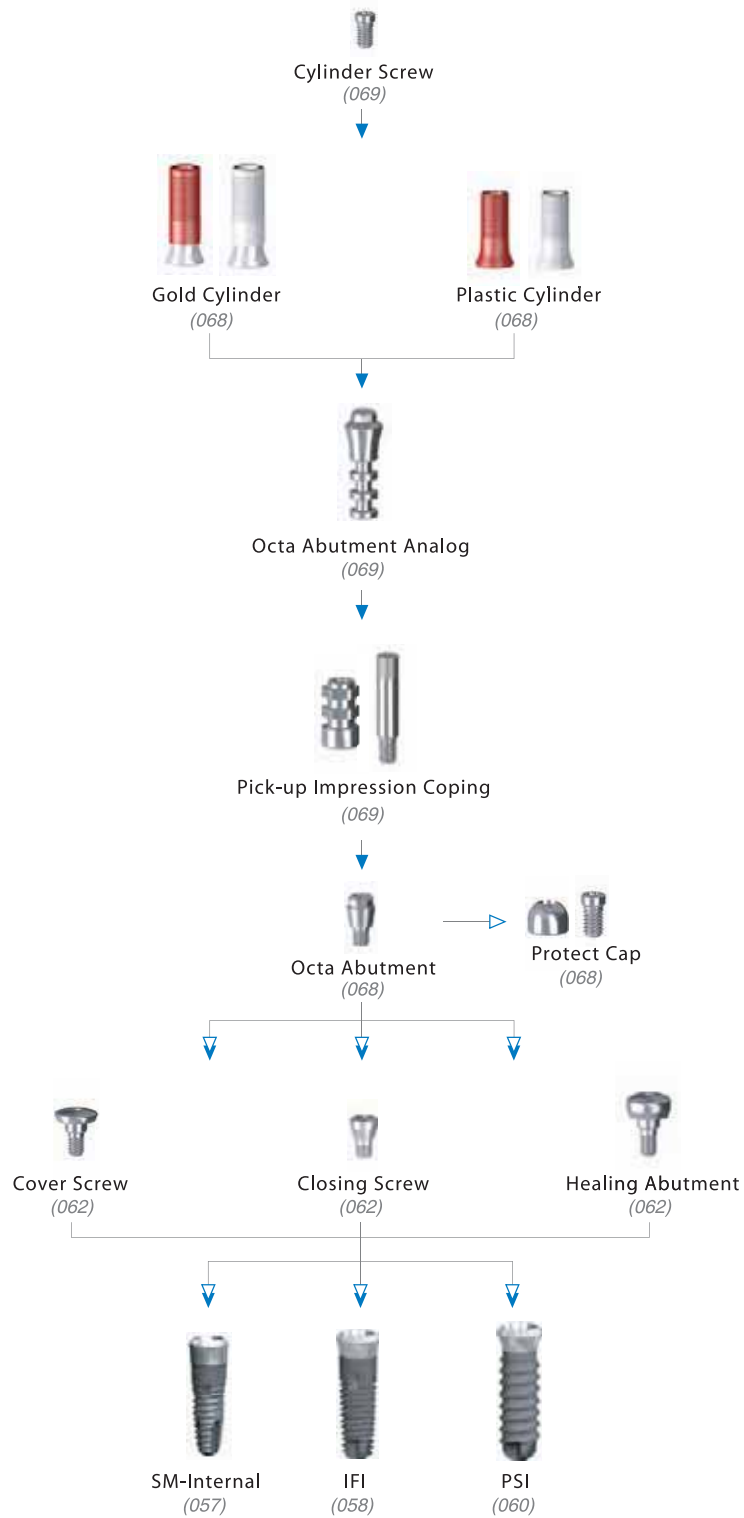 Cylinder Screw
(069)
Gold Cylinder
(068)
Plastic Cylinder
(068)
Octa Abutment Analog
(069)
Pick-up Impression Coping
(069)
Octa Abutment
(068)
Protect Cap
(068)
Cover Screw
(062)
Closing Screw
(062)
Healing Abutment
(062)
SM-Internal
(057)
IFI
(058)
PSI
(060)